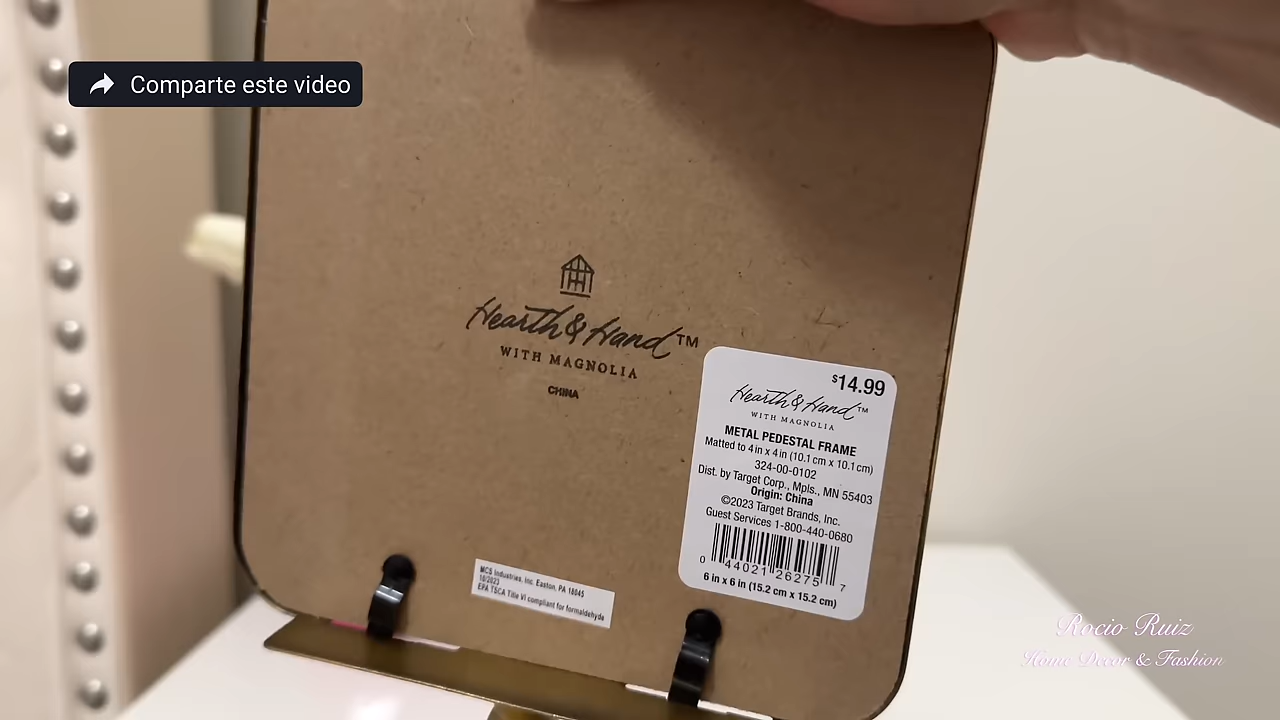 Comparte este video
Hearth & Hand™
WITH MAGNOLIA
CHINA
$14.99
Hearth & Hand™
WITH MAGNOLIA
METAL PEDESTAL FRAME
Matted to 4 in x 4 in (10.1 cm x 10.1 cm)
324-00-0102
Dist. by Target Corp., Mpls., MN 55403
Origin: China
©2023 Target Brands, Inc.
Guest Services 1-800-440-0680
0 44021 26275 7
6 in x 6 in (15.2 cm x 15.2 cm)
MCS Industries, Inc. Easton, PA 18045
10/2023
EPA TSCA Title VI compliant for formaldehyde
Rocio Ruiz
Home Decor & Fashion